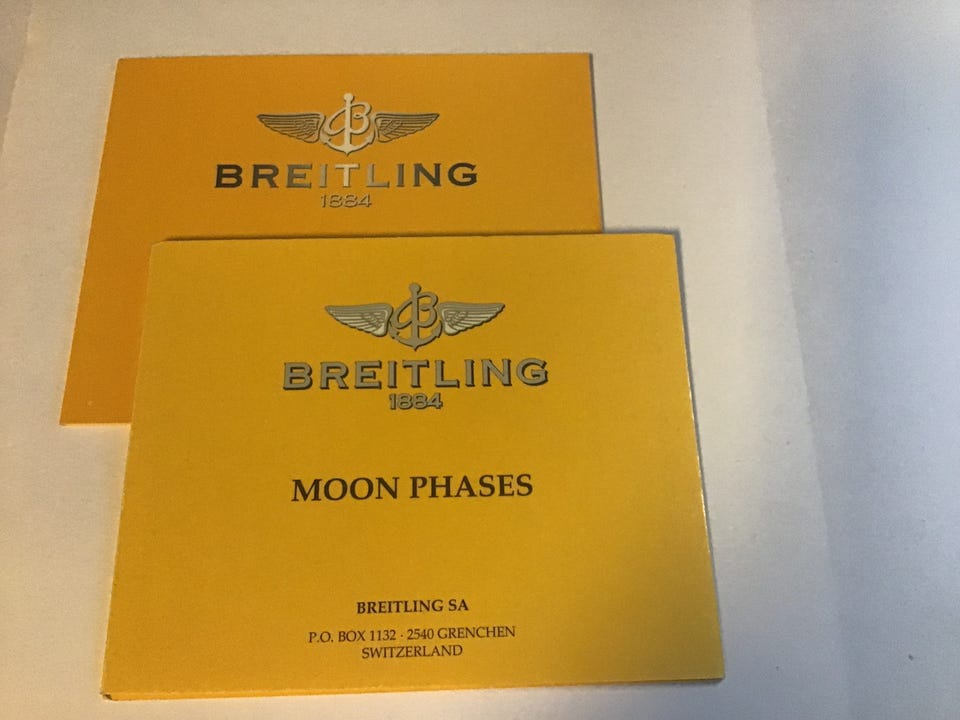 BREITLING
1884
BREITLING
1884
MOON PHASES
BREITLING SA
P.O. BOX 1132 · 2540 GRENCHEN
SWITZERLAND